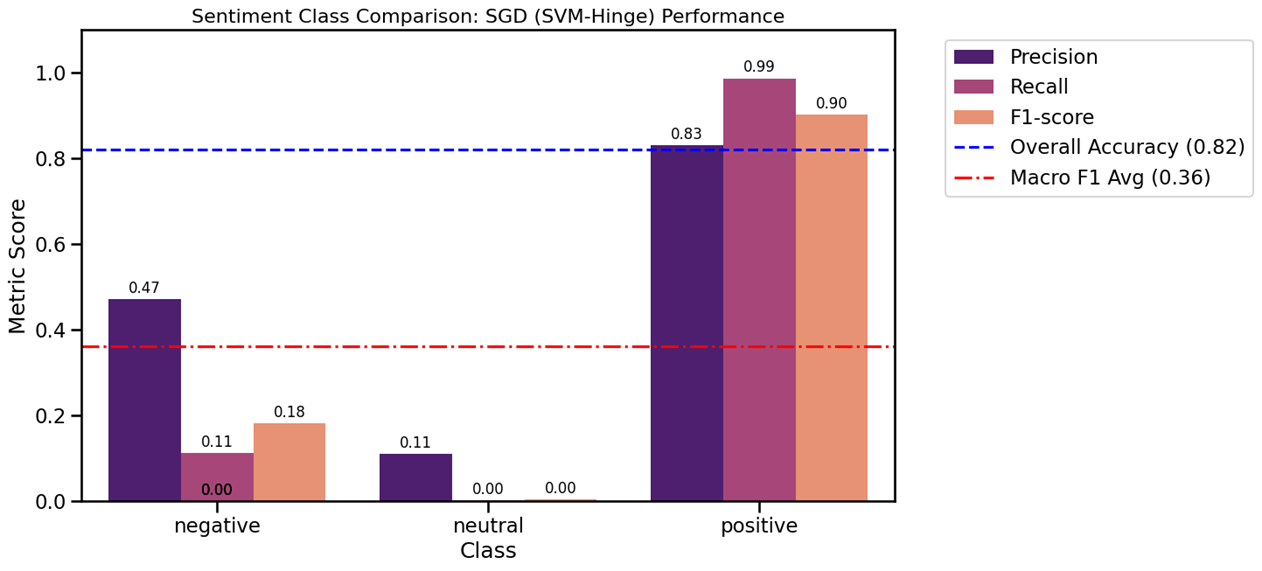 Sentiment Class Comparison: SGD (SVM-Hinge) Performance
Metric Score
1.0
0.8
0.6
0.4
0.2
0.0
0.47
0.11
0.00
0.18
0.11
0.00
0.00
0.83
0.99
0.90
negative
neutral
positive
Class
Precision
Recall
F1-score
Overall Accuracy (0.82)
Macro F1 Avg (0.36)